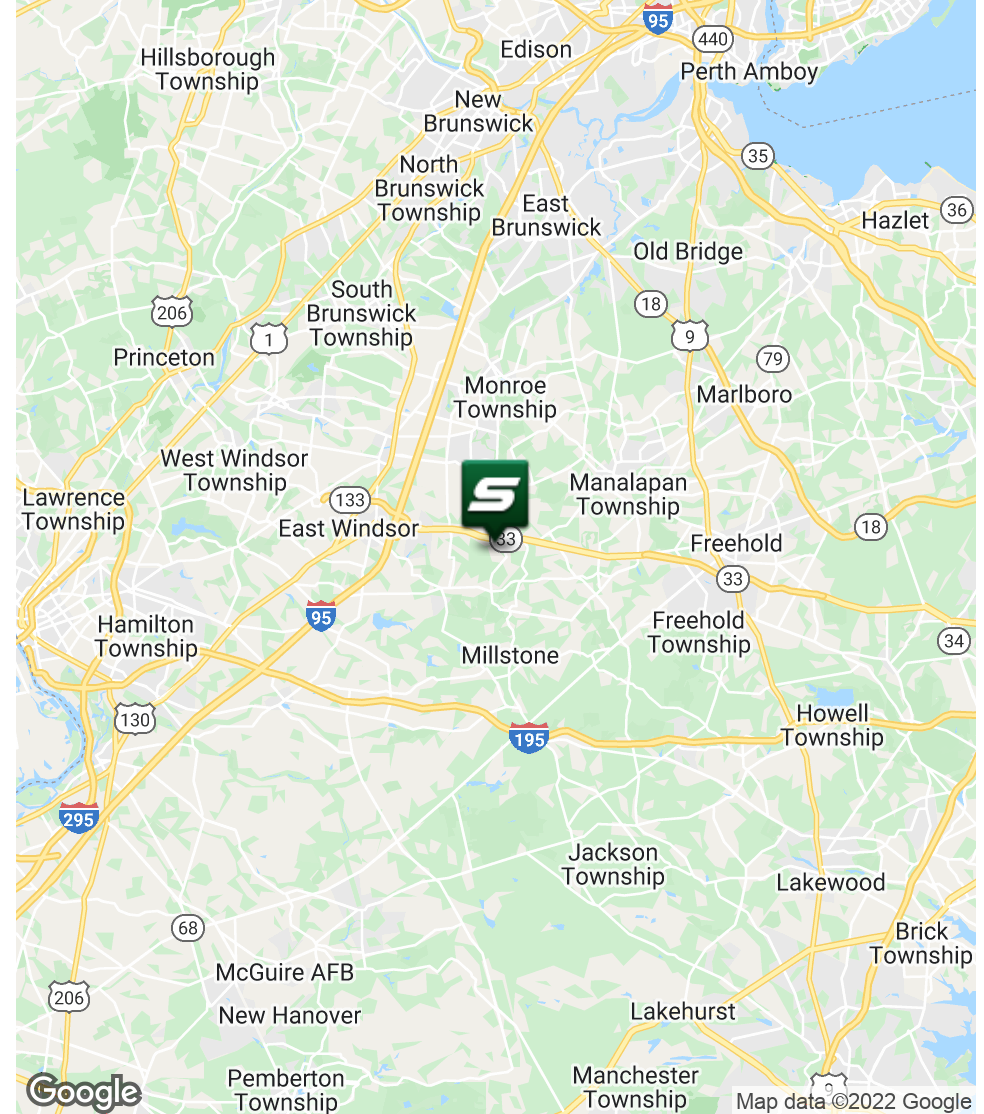 95
440
Edison
Hillsborough
Township
Perth Amboy
New
Brunswick
35
North
Brunswick
Township
East
Brunswick
36
Hazlet
Old Bridge
South
Brunswick
Township
18
206
1
9
Princeton
79
Monroe
Township
Marlboro
West Windsor
Township
S
Manalapan
Township
Lawrence
Township
133
East Windsor
18
33
Freehold
33
95
Hamilton
Township
Freehold
Township
34
Millstone
130
Howell
Township
195
295
Jackson
Township
Lakewood
68
Brick
Township
McGuire AFB
206
New Hanover
Lakehurst
Pemberton
Township
Manchester
Township
9
Google
Map data ©2022 Google